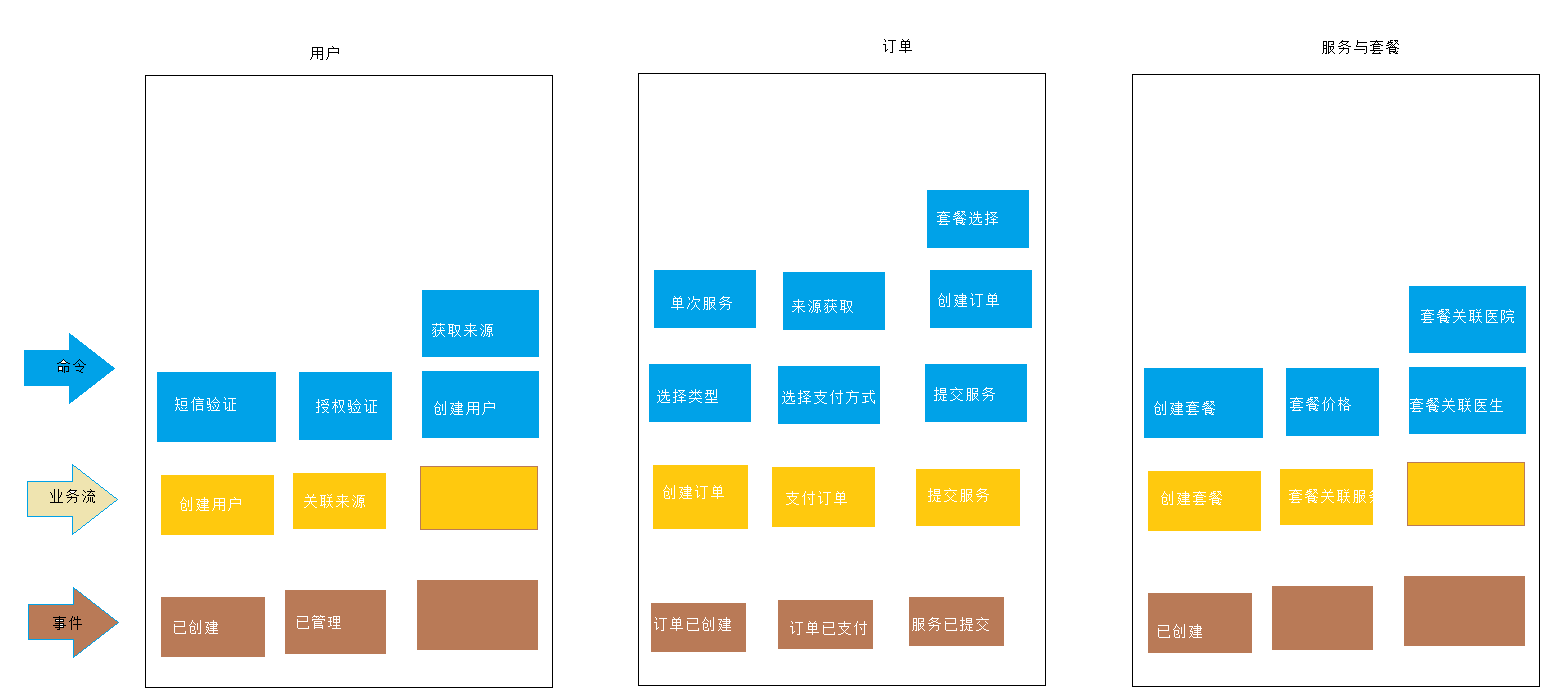 用户
订单
服务与套餐
命令
业务流
事件
获取来源
短信验证
授权验证
创建用户
创建用户
关联来源
已创建
已管理
套餐选择
单次服务
来源获取
创建订单
选择类型
选择支付方式
提交服务
创建订单
支付订单
提交服务
订单已创建
订单已支付
服务已提交
套餐关联医院
创建套餐
套餐价格
套餐关联医生
创建套餐
套餐关联服务
已创建